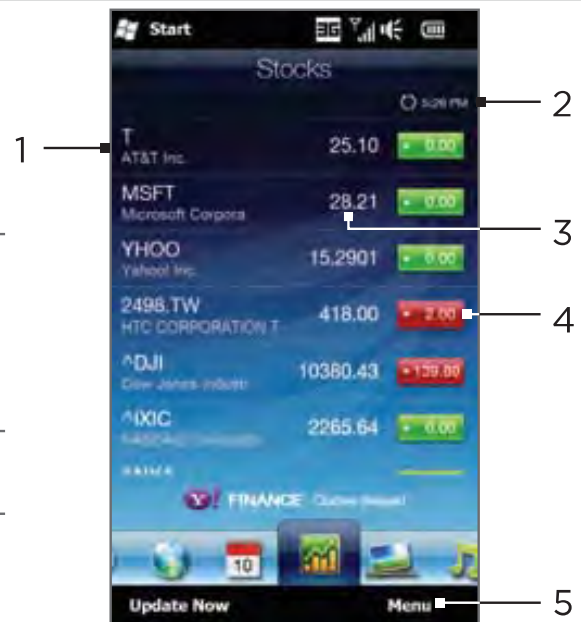 Start
3G
Stocks
2
5:26 PM
1
T 25.10 0.00
AT&T Inc.
MSFT 28.21 0.00
Microsoft Corpora
3
YHOO 15.2901 0.00
Yahoo! Inc.
2498.TW 418.00 2.00
HTC CORPORATION T
4
^DJI 10380.43
Dow Jones Industr
^IXIC 2265.64 0.00
Y! FINANCE
10
Update Now Menu
5